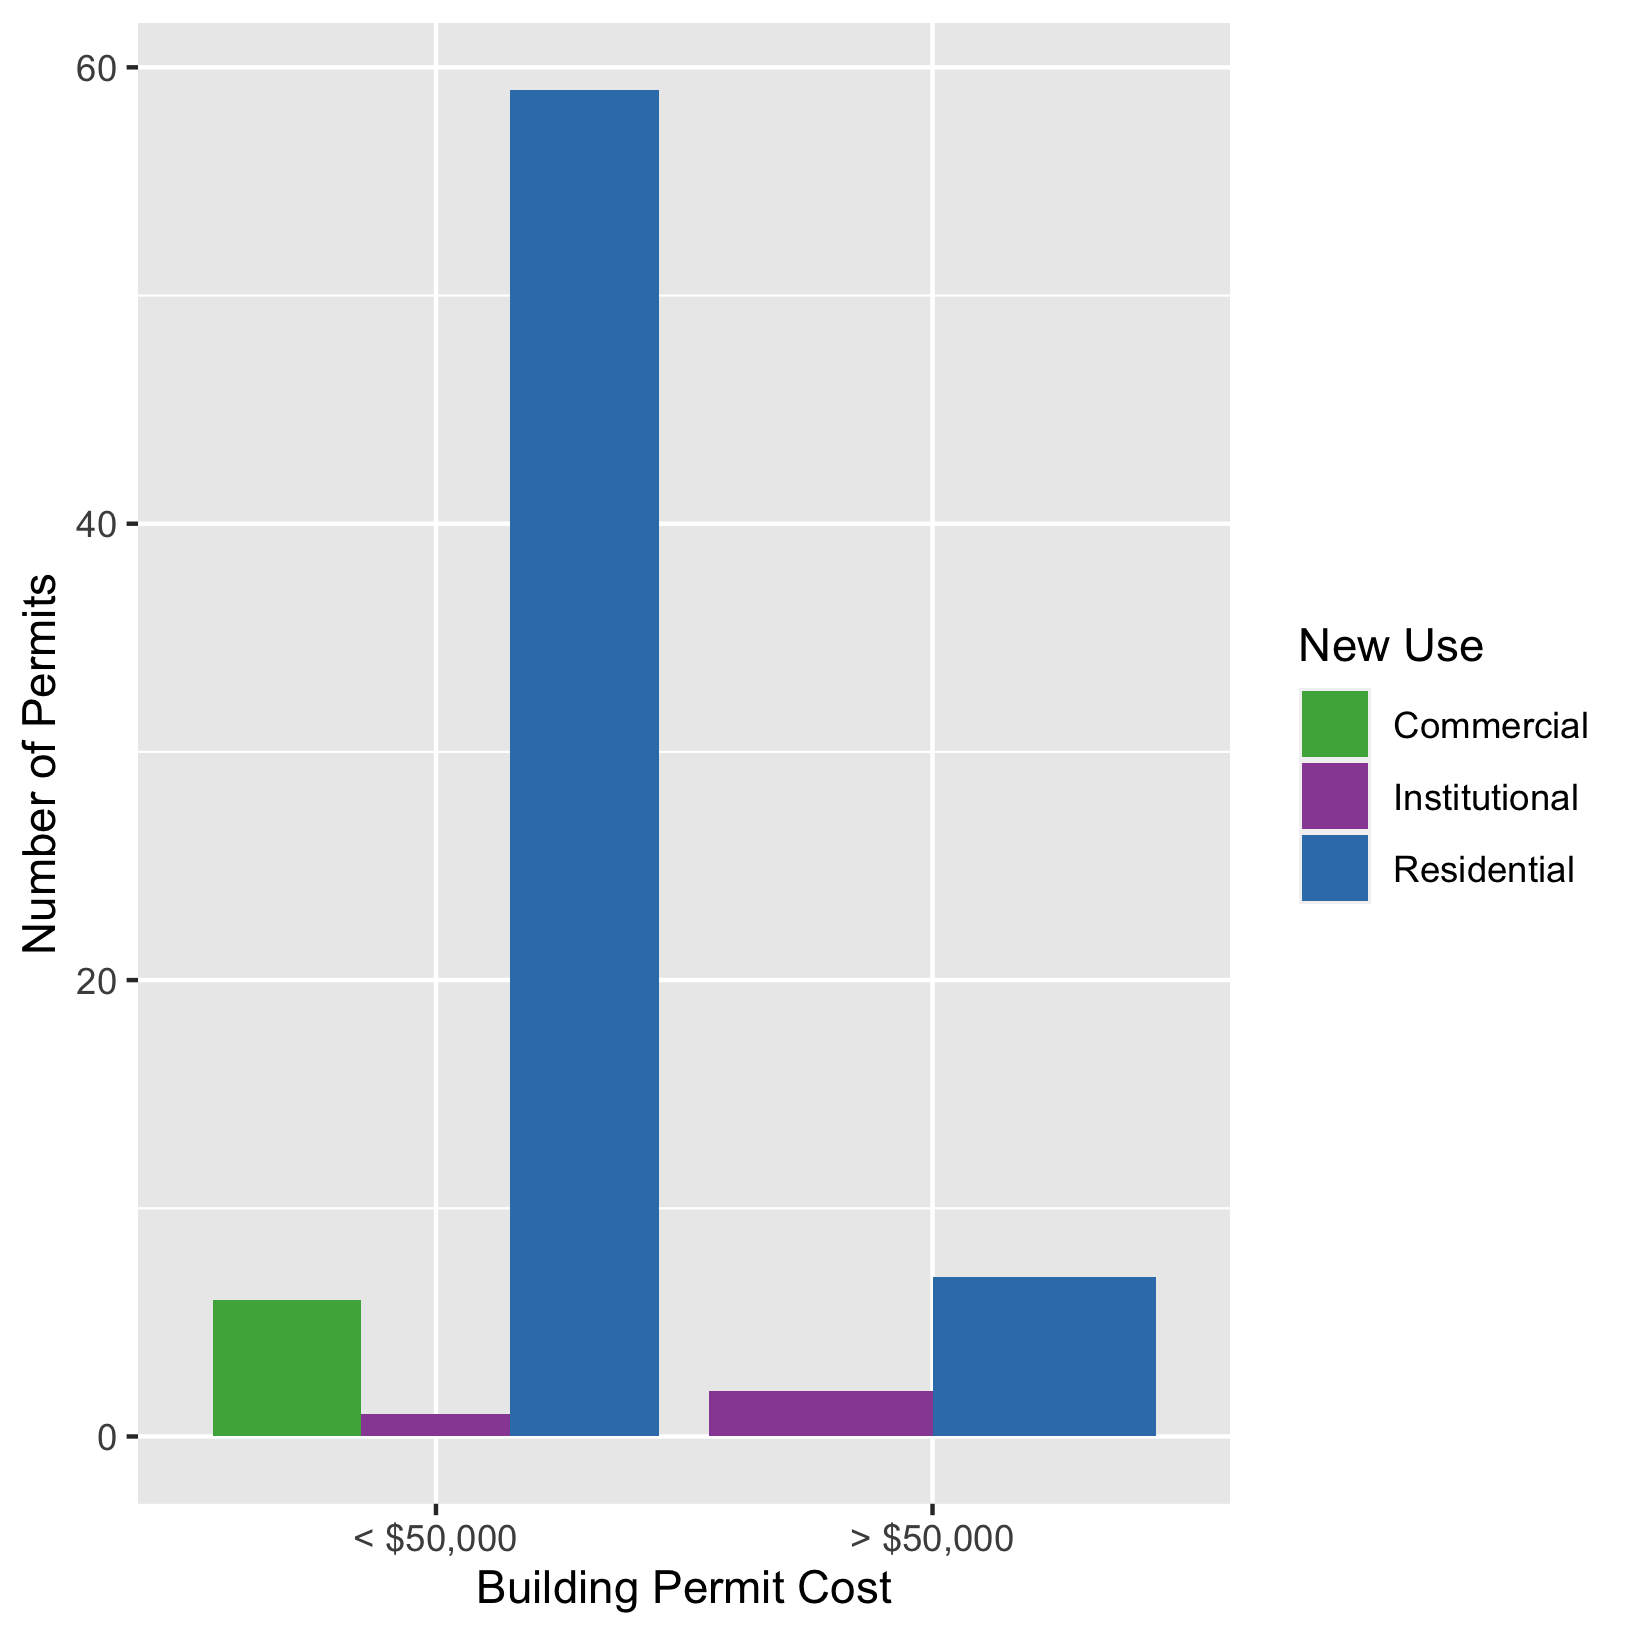 60
40
20
0
Number of Permits
< $50,000
> $50,000
Building Permit Cost
New Use
Commercial
Institutional
Residential